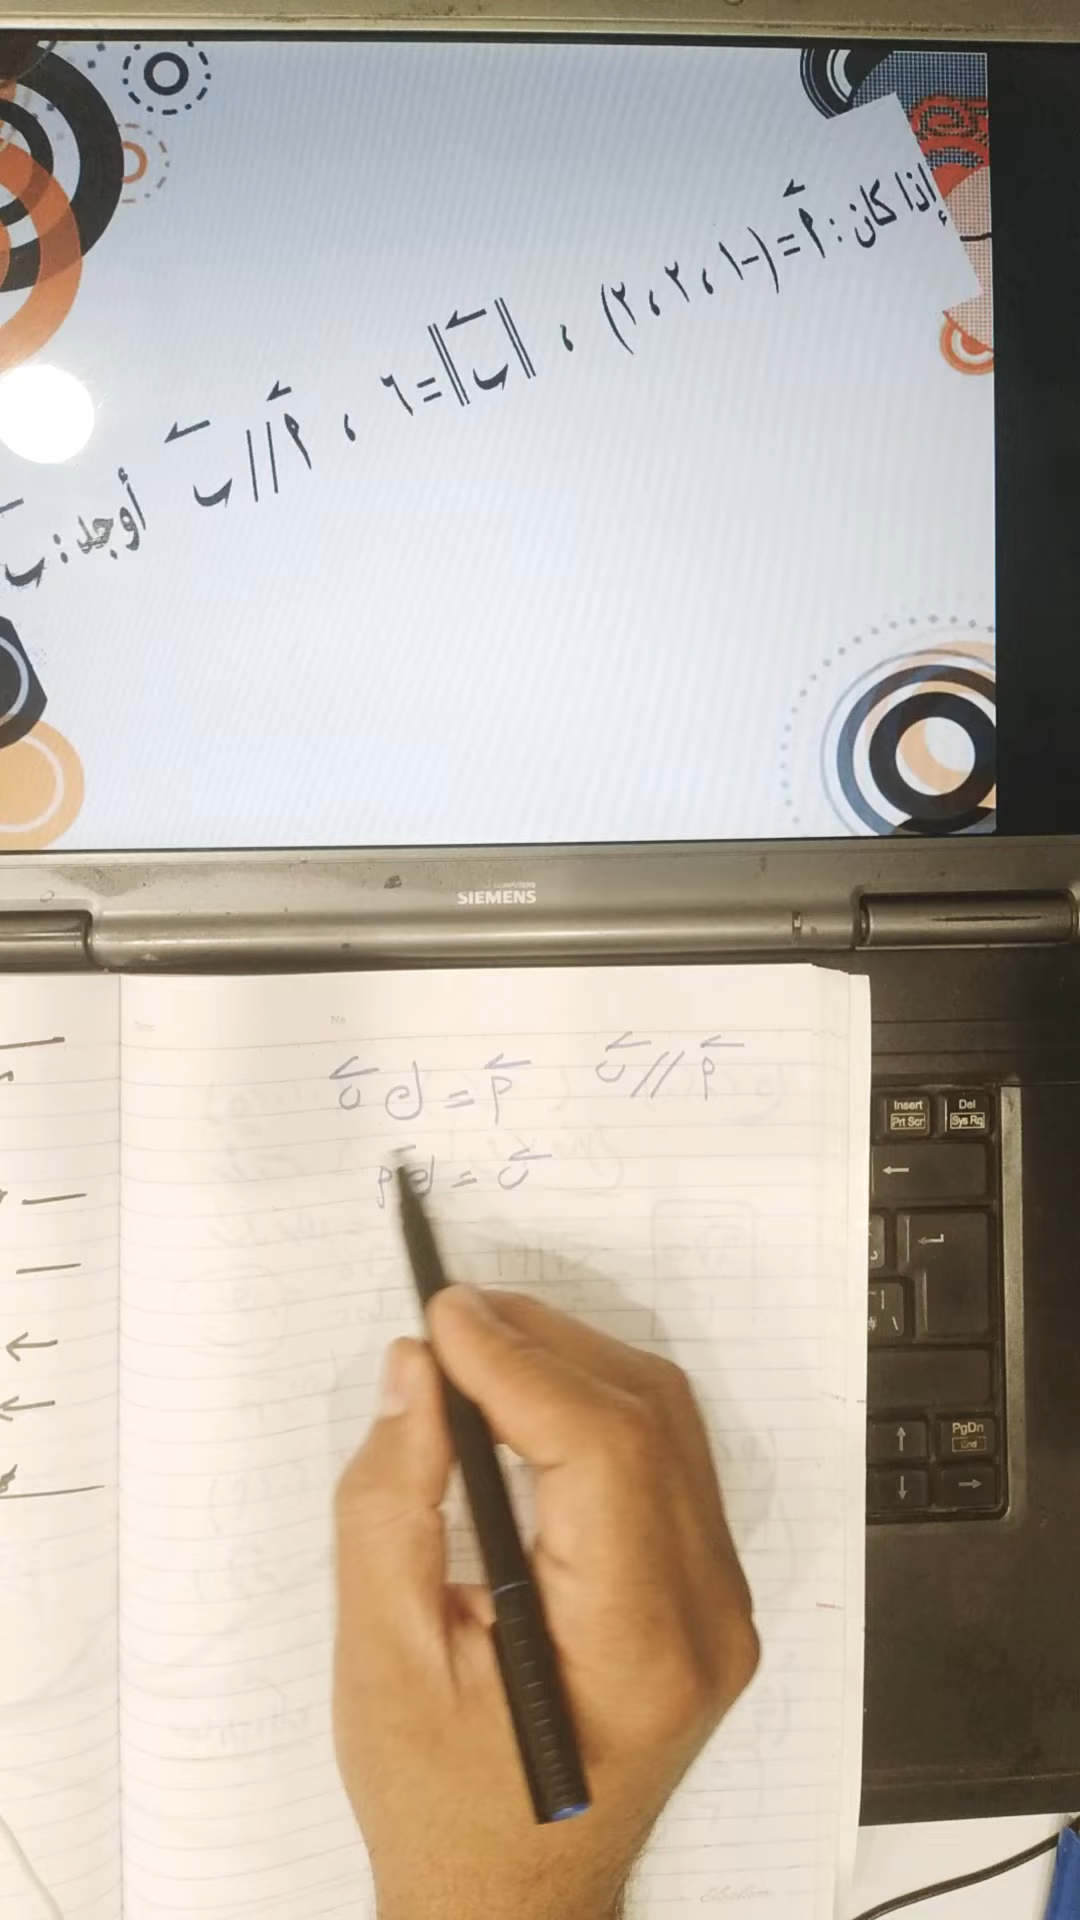 إذا كان : أ = (-١ ، ٢ ، ٢) ، ||ب|| = ٦ ، أ // ب أوجد : ب
SIEMENS
أ // ب أ = ك ب
ب = ك أ
Insert
Prt Scr
Del
Sys Rq
PgDn
End